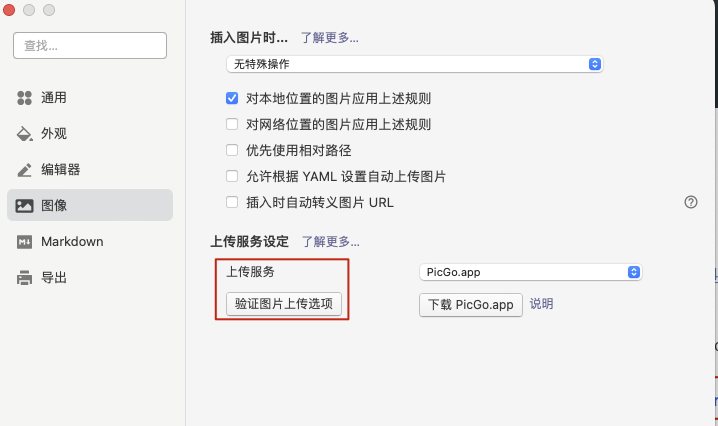 查找...
通用
外观
编辑器
图像
Markdown
导出
插入图片时... 了解更多...
无特殊操作
对本地位置的图片应用上述规则
对网络位置的图片应用上述规则
优先使用相对路径
允许根据 YAML 设置自动上传图片
插入时自动转义图片 URL
上传服务设定 了解更多...
上传服务 PicGo.app
验证图片上传选项 下载 PicGo.app 说明